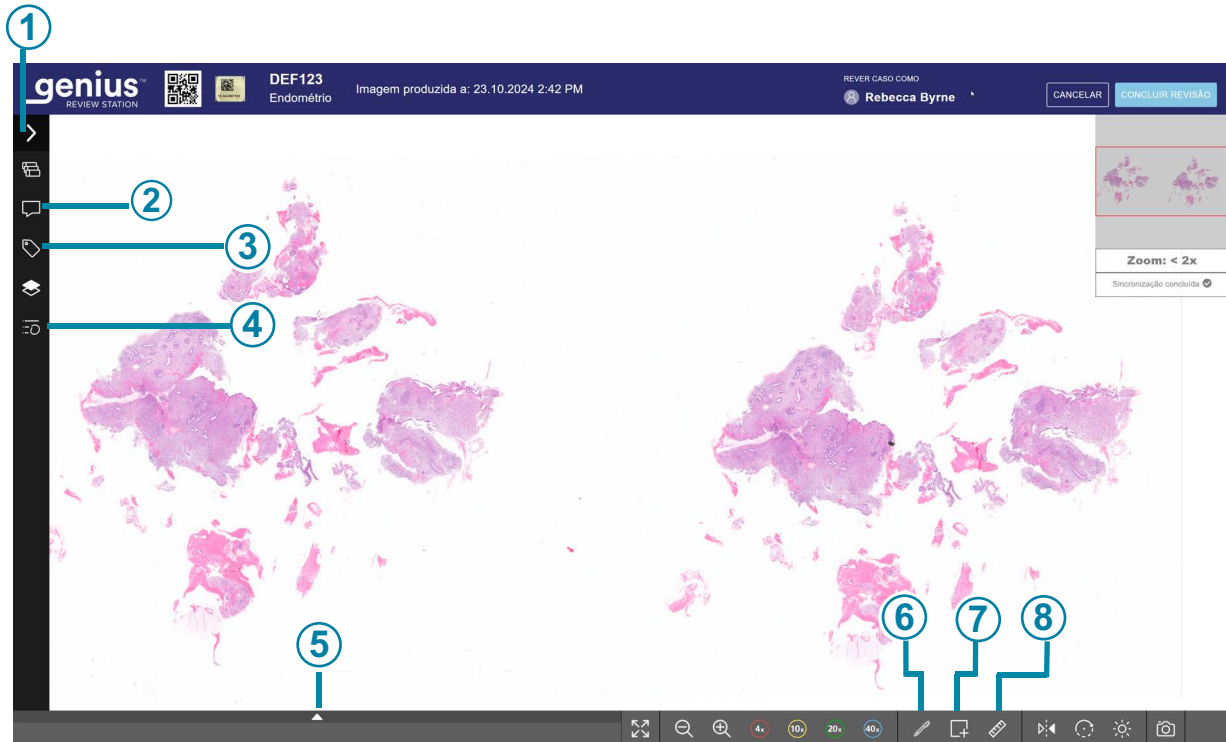 1
genius™
REVIEW STATION
DEF123
Endométrio
Imagem produzida a: 23.10.2024 2:42 PM
REVER CASO COMO
Rebecca Byrne
CANCELAR
CONCLUIR REVISÃO
2
3
4
Zoom: < 2x
Sincronização concluída
5
6
7
8
4x
10x
20x
40x